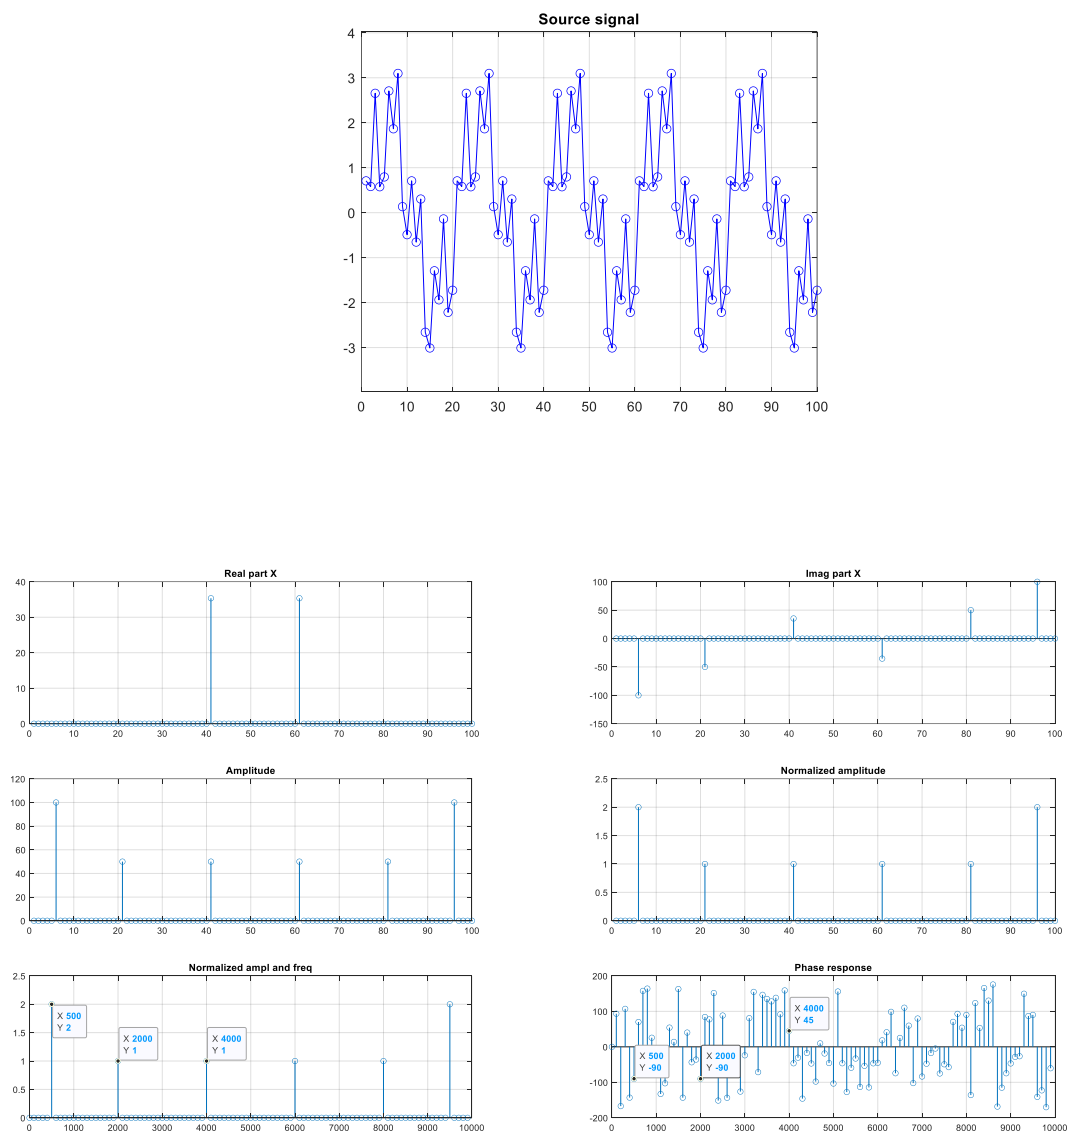 Source signal
4
3
2
1
0
-1
-2
-3
0 10 20 30 40 50 60 70 80 90 100
Real part X
40
30
20
10
0
0 10 20 30 40 50 60 70 80 90 100
Imag part X
100
50
0
-50
-100
-150
0 10 20 30 40 50 60 70 80 90 100
Amplitude
120
100
80
60
40
20
0
0 10 20 30 40 50 60 70 80 90 100
Normalized amplitude
2.5
2
1.5
1
0.5
0
0 10 20 30 40 50 60 70 80 90 100
Normalized ampl and freq
2.5
2
1.5
1
0.5
0
X 500
Y 2
X 2000
Y 1
X 4000
Y 1
0 1000 2000 3000 4000 5000 6000 7000 8000 9000 10000
Phase response
200
100
0
-100
-200
X 500
Y -90
X 2000
Y -90
X 4000
Y 45
0 1000 2000 3000 4000 5000 6000 7000 8000 9000 10000